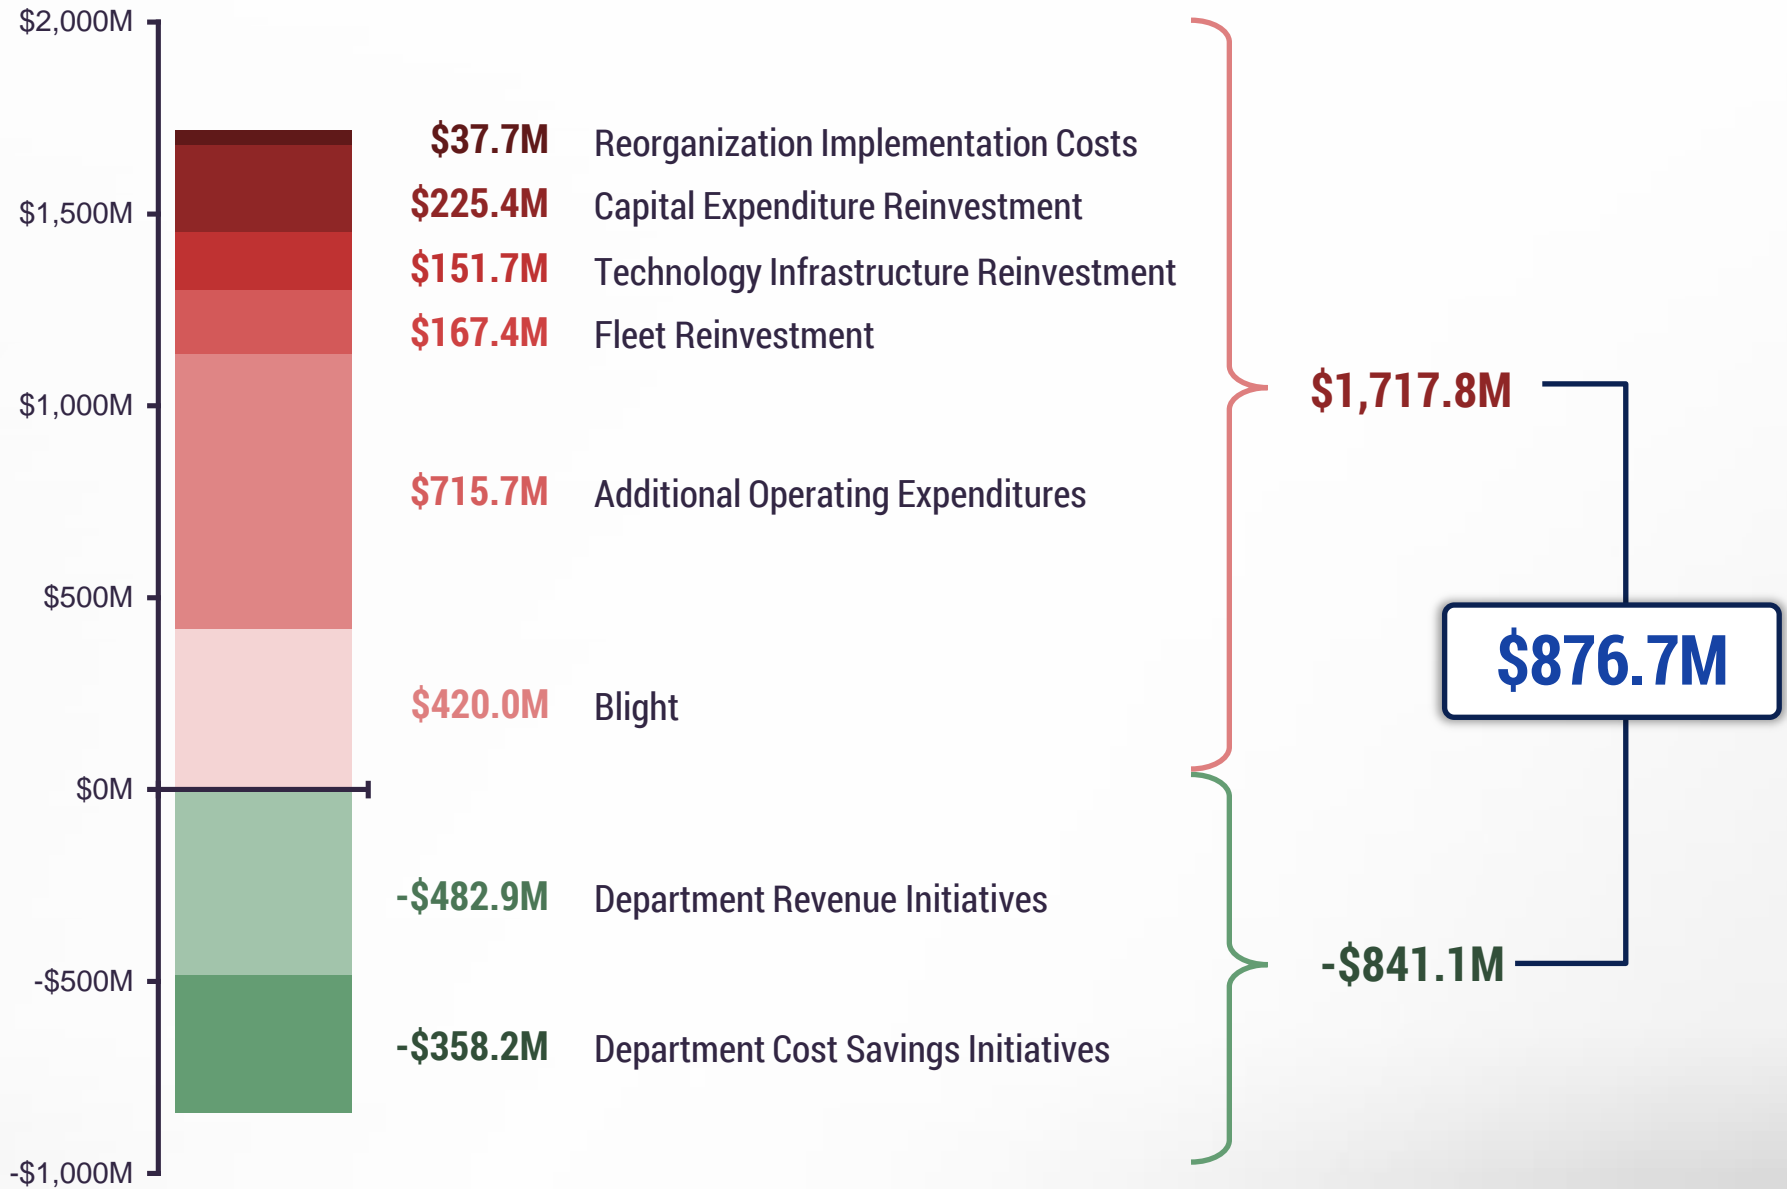 $2,000M
$1,500M
$1,000M
$500M
$0M
-$500M
-$1,000M
$37.7M Reorganization Implementation Costs
$225.4M Capital Expenditure Reinvestment
$151.7M Technology Infrastructure Reinvestment
$167.4M Fleet Reinvestment
$715.7M Additional Operating Expenditures
$420.0M Blight
-$482.9M Department Revenue Initiatives
-$358.2M Department Cost Savings Initiatives
$1,717.8M
$876.7M
-$841.1M